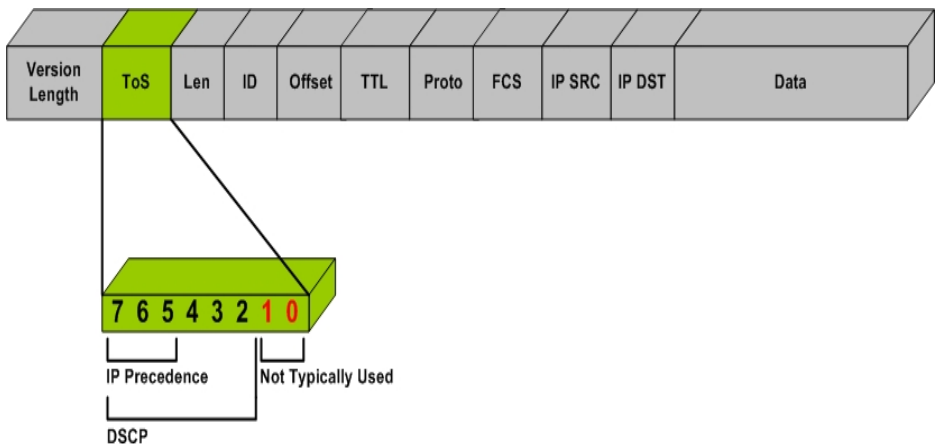 Version Length
ToS
Len
ID
Offset
TTL
Proto
FCS
IP SRC
IP DST
Data
7 6 5 4 3 2 1 0
IP Precedence
Not Typically Used
DSCP